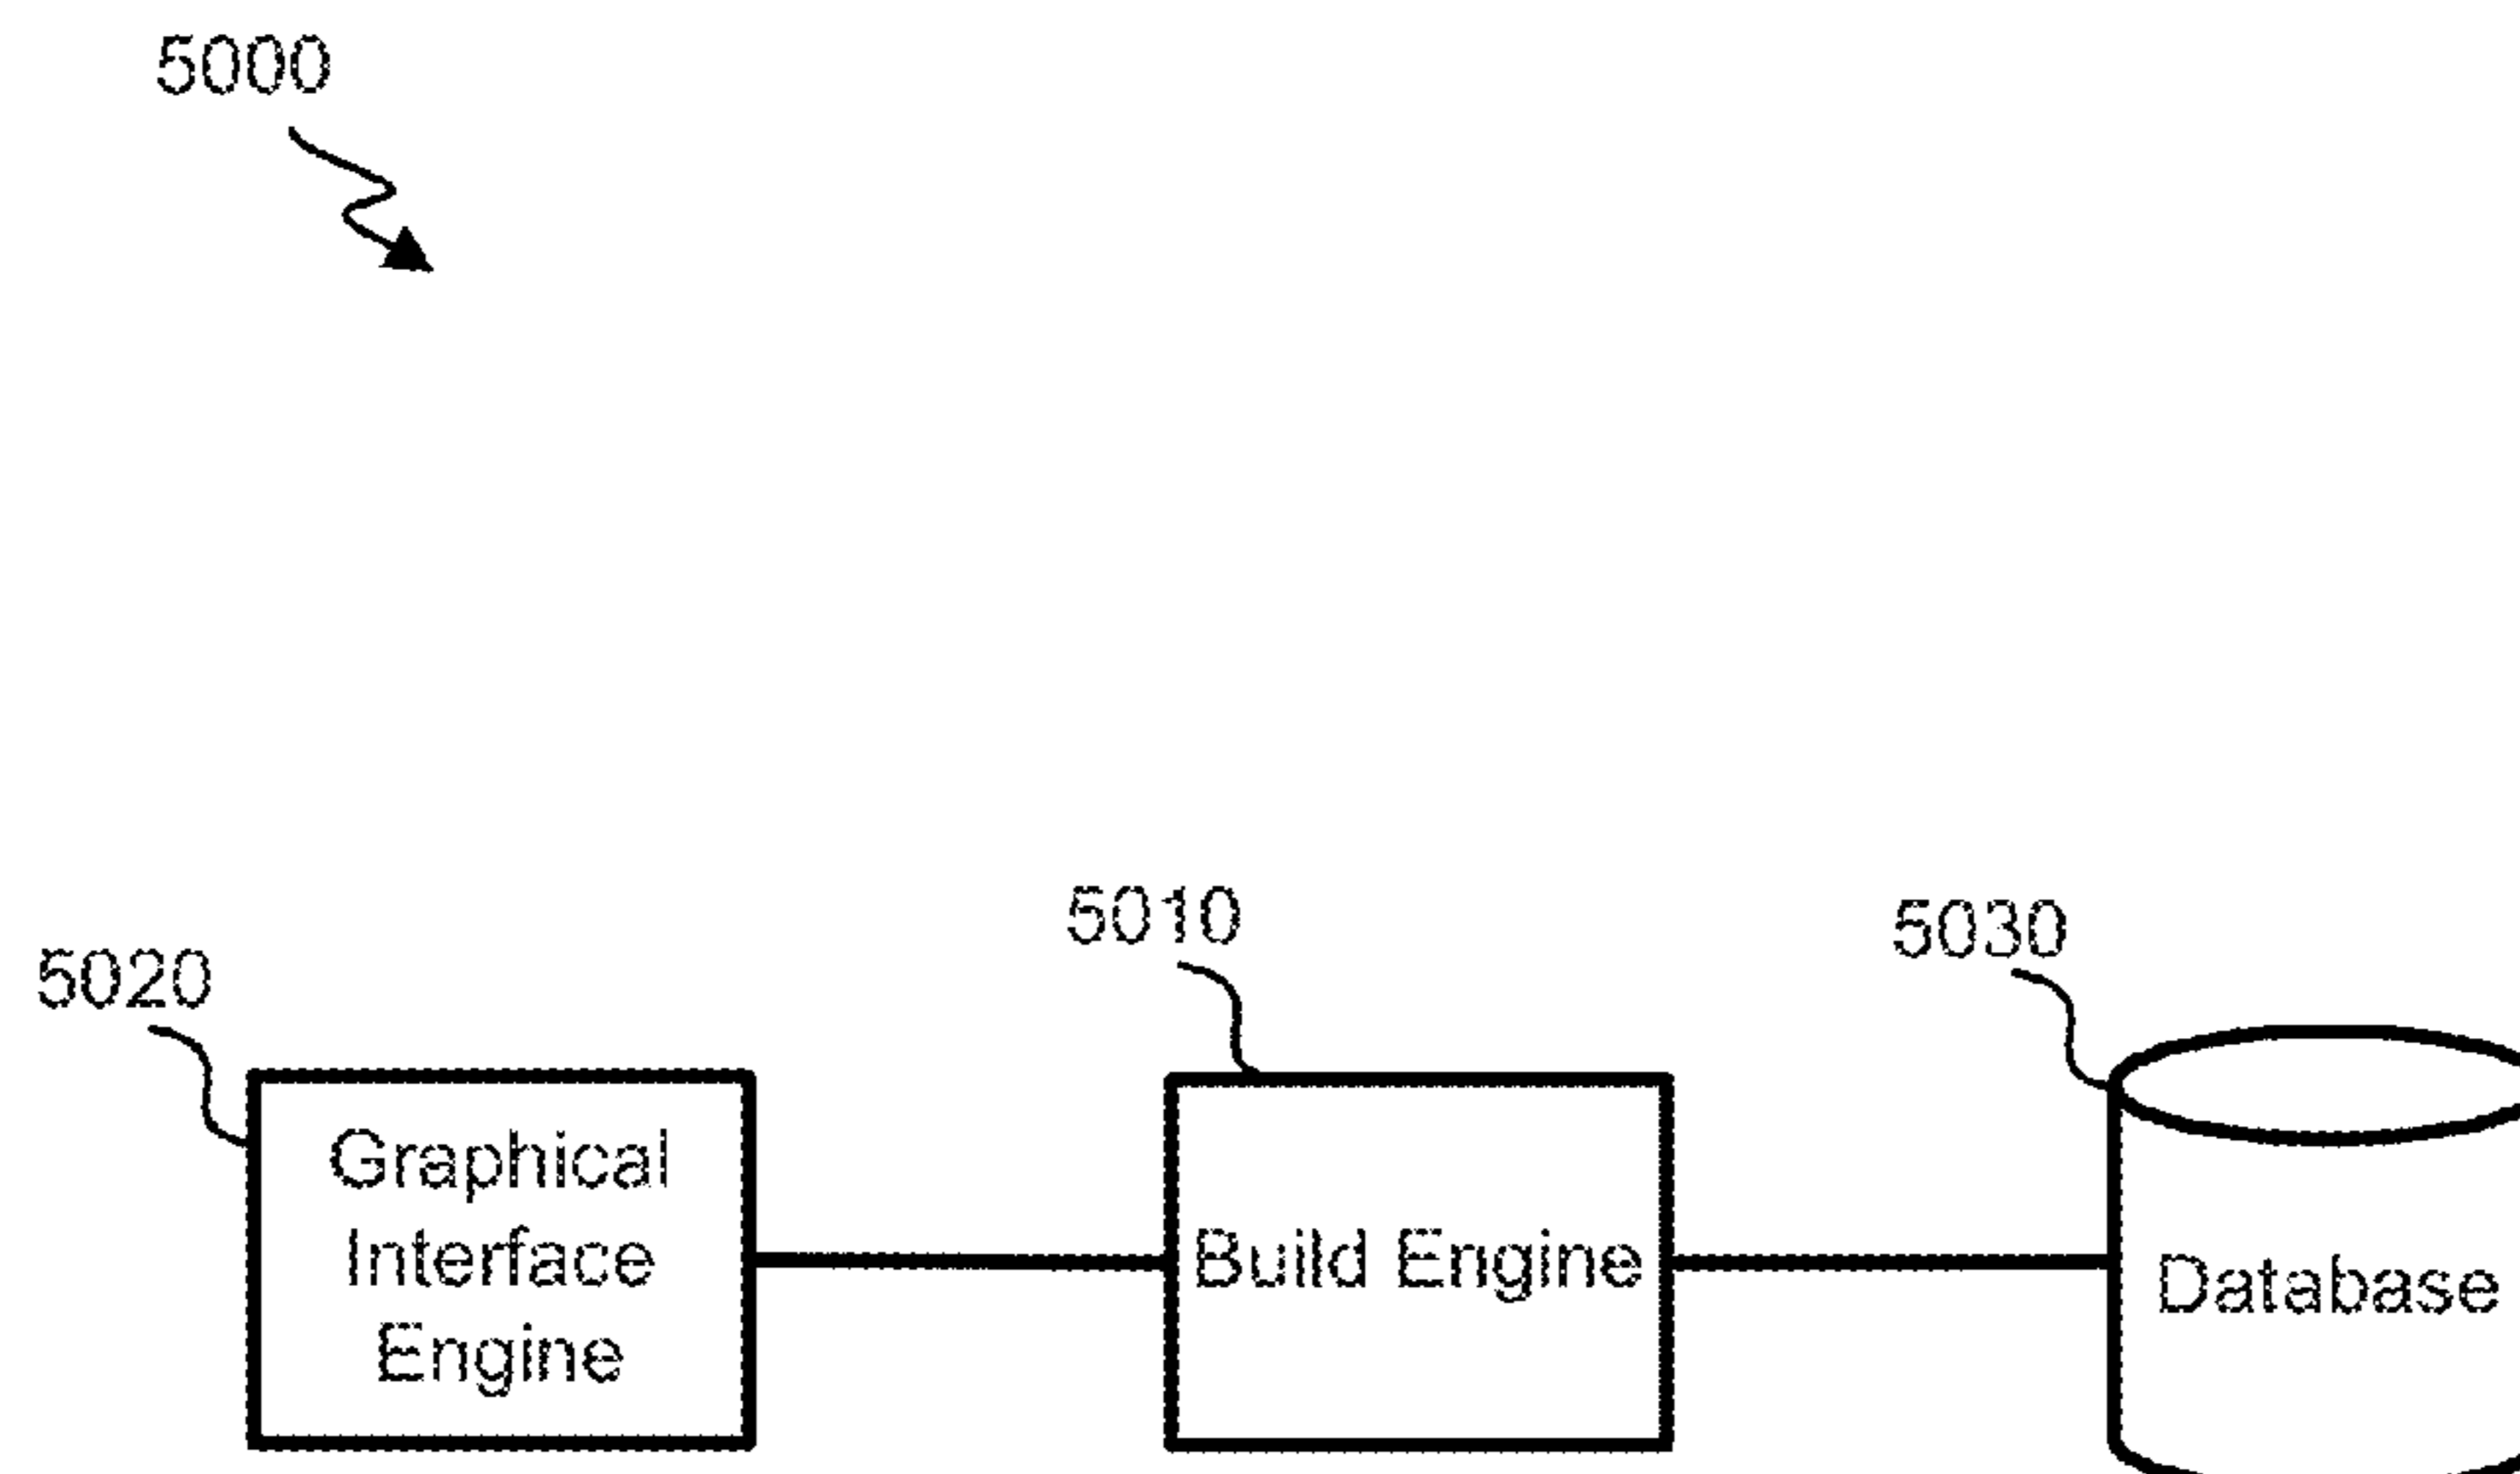 5000
5010
5030
5020
Graphical
Interface
Engine
Build Engine
Database